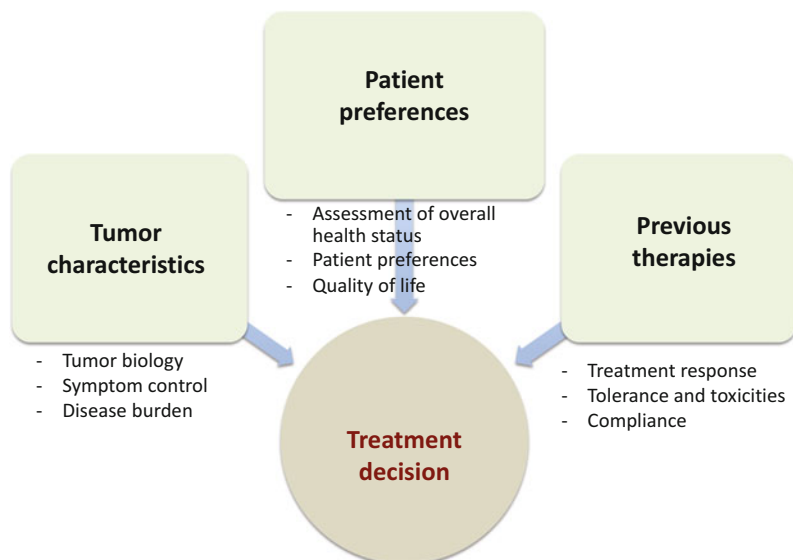 Patient
preferences
Tumor
characteristics
Previous
therapies
- Assessment of overall
health status
- Patient preferences
- Quality of life
- Tumor biology
- Symptom control
- Disease burden
- Treatment response
- Tolerance and toxicities
- Compliance
Treatment
decision